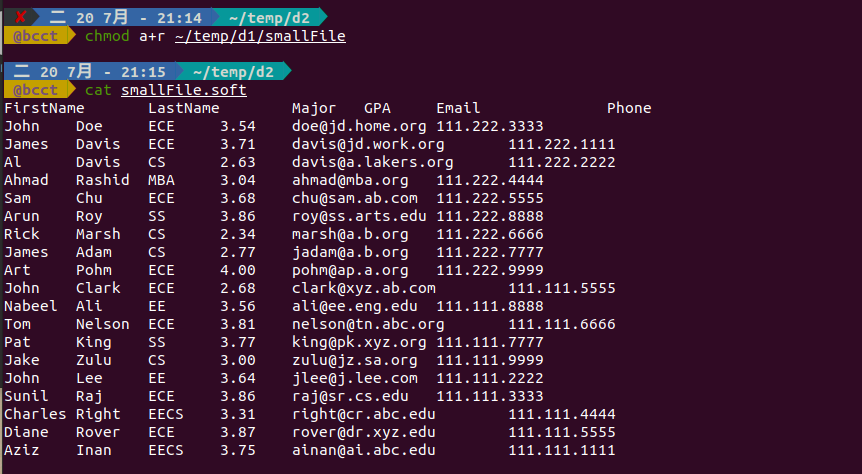 ✘ 二 20 7月 - 21:14 ~/temp/d2
@bcct chmod a+r ~/temp/d1/smallFile
二 20 7月 - 21:15 ~/temp/d2
@bcct cat smallFile.soft
FirstName LastName Major GPA Email Phone
John Doe ECE 3.54 doe@jd.home.org 111.222.3333
James Davis ECE 3.71 davis@jd.work.org 111.222.1111
Al Davis CS 2.63 davis@a.lakers.org 111.222.2222
Ahmad Rashid MBA 3.04 ahmad@mba.org 111.222.4444
Sam Chu ECE 3.68 chu@sam.ab.com 111.222.5555
Arun Roy SS 3.86 roy@ss.arts.edu 111.222.8888
Rick Marsh CS 2.34 marsh@a.b.org 111.222.6666
James Adam CS 2.77 jadam@a.b.org 111.222.7777
Art Pohm ECE 4.00 pohm@ap.a.org 111.222.9999
John Clark ECE 2.68 clark@xyz.ab.com 111.111.5555
Nabeel Ali EE 3.56 ali@ee.eng.edu 111.111.8888
Tom Nelson ECE 3.81 nelson@tn.abc.org 111.111.6666
Pat King SS 3.77 king@pk.xyz.org 111.111.7777
Jake Zulu CS 3.00 zulu@jz.sa.org 111.111.9999
John Lee EE 3.64 jlee@j.lee.com 111.111.2222
Sunil Raj ECE 3.86 raj@sr.cs.edu 111.111.3333
Charles Right EECS 3.31 right@cr.abc.edu 111.111.4444
Diane Rover ECE 3.87 rover@dr.xyz.edu 111.111.5555
Aziz Inan EECS 3.75 ainan@ai.abc.edu 111.111.1111